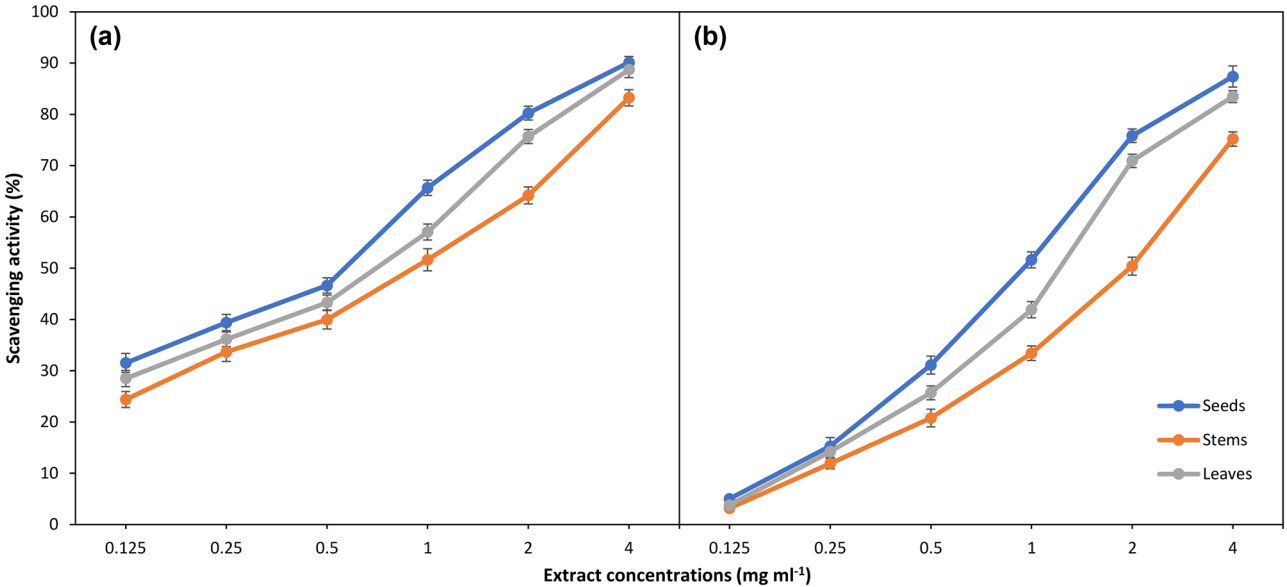 (a)
(b)
Scavenging activity (%)
100
90
80
70
60
50
40
30
20
10
0
Seeds
Stems
Leaves
0.125 0.25 0.5 1 2 4 0.125 0.25 0.5 1 2 4
Extract concentrations (mg ml⁻¹)